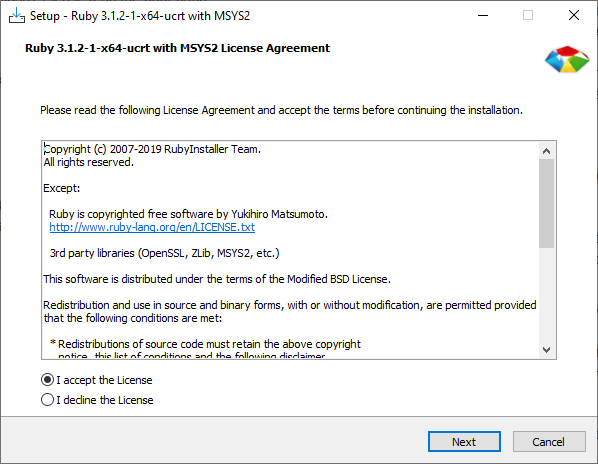 Setup - Ruby 3.1.2-1-x64-ucrt with MSYS2
Ruby 3.1.2-1-x64-ucrt with MSYS2 License Agreement
Please read the following License Agreement and accept the terms before continuing the installation.
Copyright (c) 2007-2019 RubyInstaller Team.
All rights reserved.
Except:
Ruby is copyrighted free software by Yukihiro Matsumoto.
http://www.ruby-lang.org/en/LICENSE.txt
3rd party libraries (OpenSSL, ZLib, MSYS2, etc.)
This software is distributed under the terms of the Modified BSD License.
Redistribution and use in source and binary forms, with or without modification, are permitted provided
that the following conditions are met:
* Redistributions of source code must retain the above copyright
notice, this list of conditions and the following disclaimer
I accept the License
I decline the License
Next
Cancel